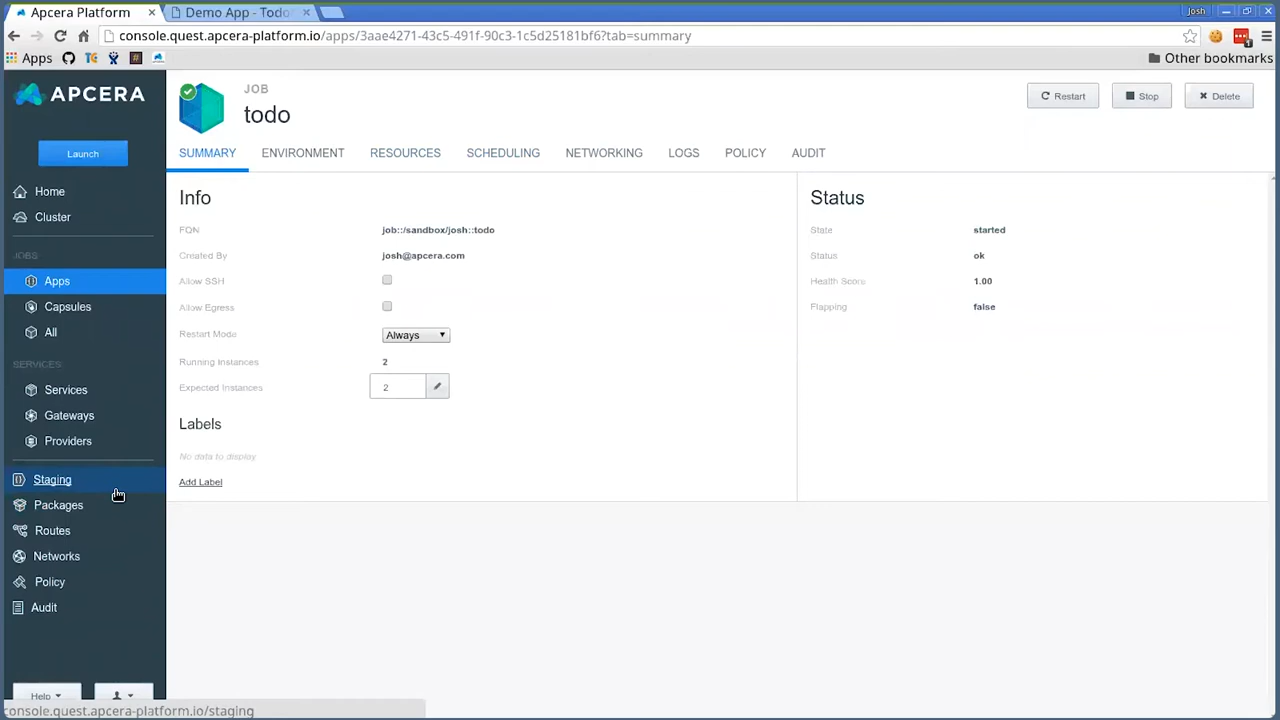 Apcera Platform
Demo App - Todo
Josh
console.quest.apcera-platform.io/apps/3aae4271-43c5-491f-90c3-1c5d25181bf6?tab=summary
1
Apps
Other bookmarks
APCERA
Launch
Home
Cluster
JOBS
Apps
Capsules
All
SERVICES
Services
Gateways
Providers
Staging
Packages
Routes
Networks
Policy
Audit
Help
console.quest.apcera-platform.io/staging
JOB
todo
Restart
Stop
Delete
SUMMARY ENVIRONMENT RESOURCES SCHEDULING NETWORKING LOGS POLICY AUDIT
Info
FQN job::/sandbox/josh::todo
Created By josh@apcera.com
Allow SSH
Allow Egress
Restart Mode Always
Running Instances 2
Expected Instances 2
Labels
No data to display
Add Label
Status
State started
Status ok
Health Score 1.00
Flapping false